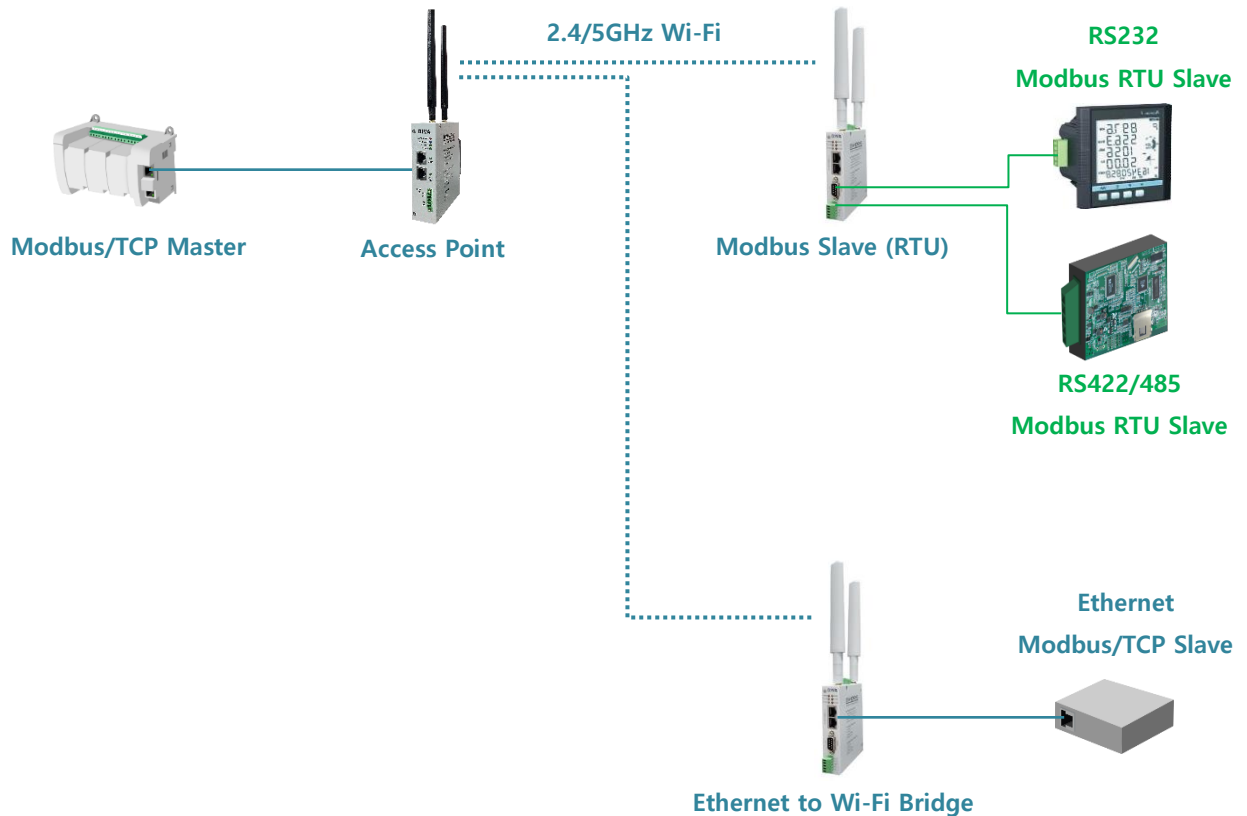 2.4/5GHz Wi-Fi
RS232
Modbus RTU Slave
Modbus/TCP Master
Access Point
Modbus Slave (RTU)
RS422/485
Modbus RTU Slave
Ethernet
Modbus/TCP Slave
Ethernet to Wi-Fi Bridge